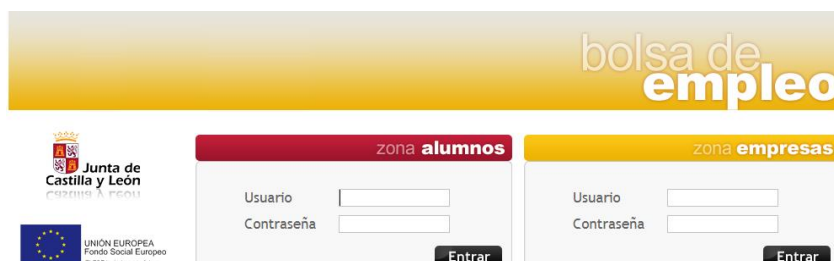 bolsa de
empleo
Junta de
Castilla y León
zona alumnos
Usuario
Contraseña
Entrar
zona empresas
Usuario
Contraseña
Entrar
UNIÓN EUROPEA
Fondo Social Europeo